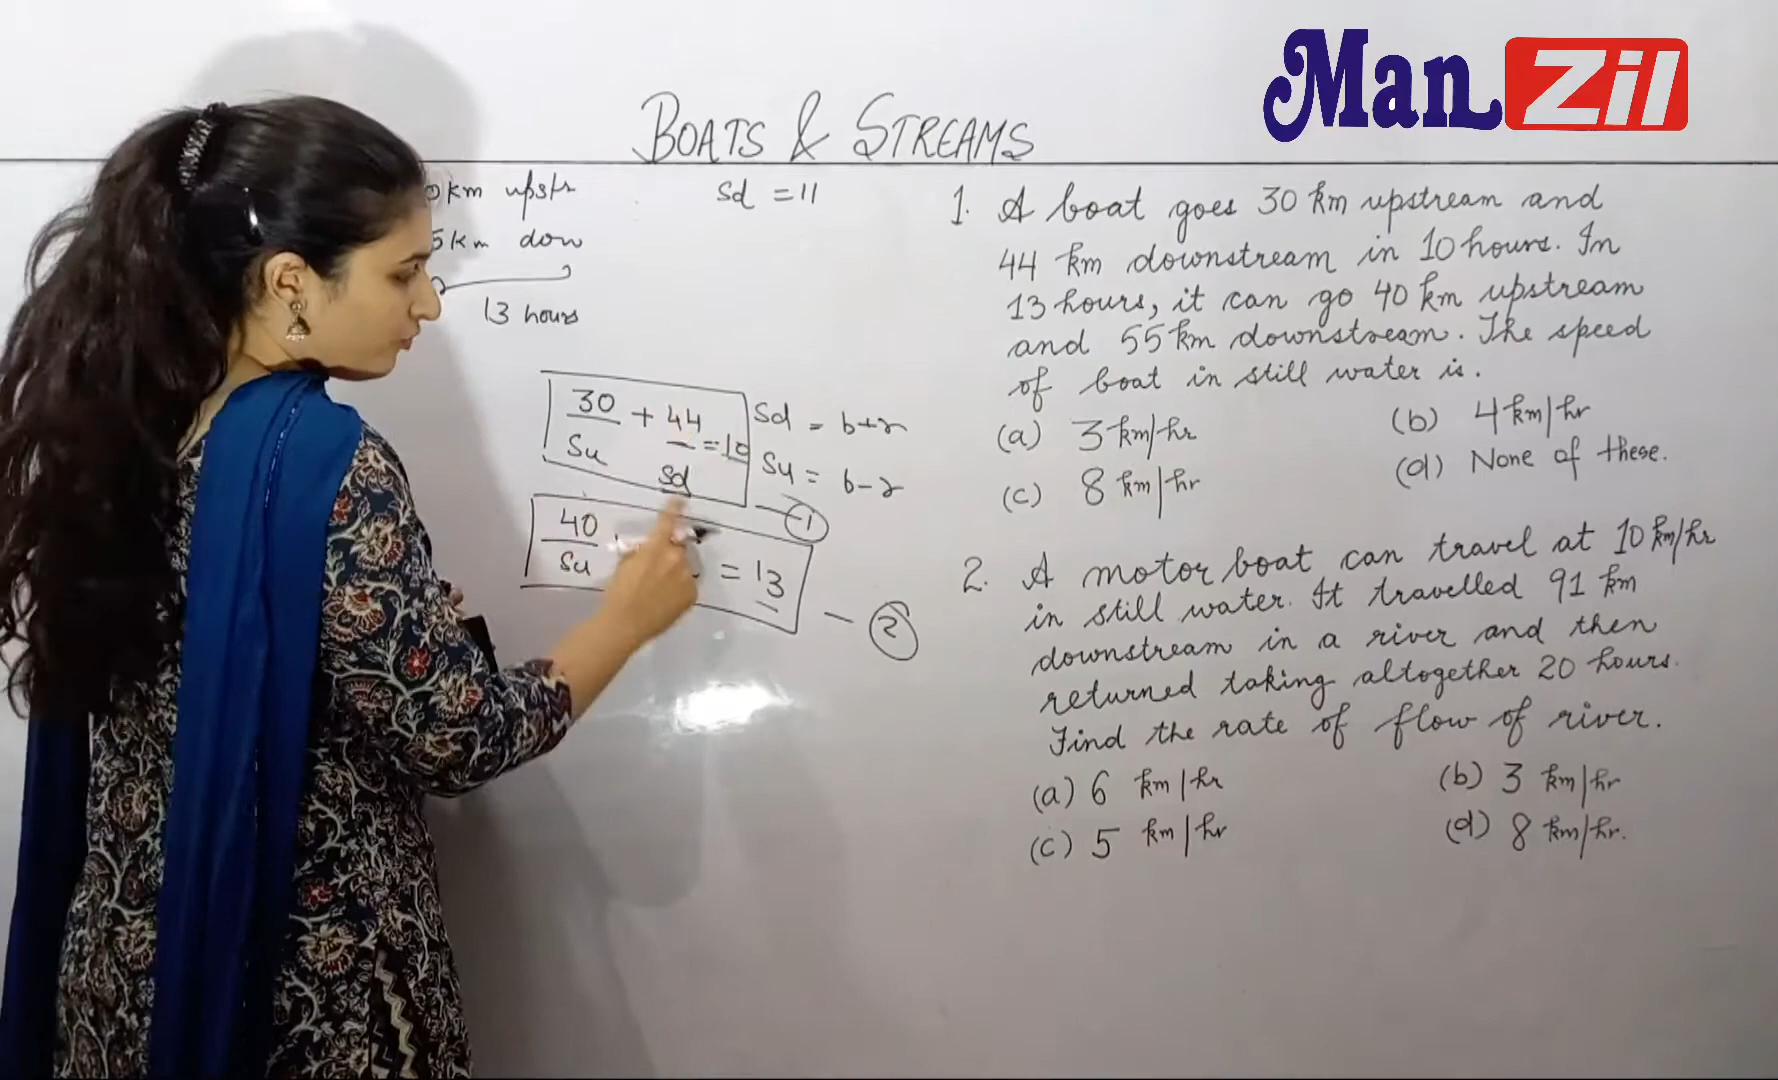 Man Zil
BOATS & STREAMS
0 km upstr
5 km dow
13 hours
Sd = 11
30/Su + 44/Sd = 10
Sd = b+r
Su = b-r
1
40/Su = 13
2
1. A boat goes 30 km upstream and
44 km downstream in 10 hours. In
13 hours, it can go 40 km upstream
and 55 km downstream. The speed
of boat in still water is.
(a) 3 km/hr
(b) 4 km/hr
(c) 8 km/hr
(d) None of these.
2. A motor boat can travel at 10 km/hr
in still water. It travelled 91 km
downstream in a river and then
returned taking altogether 20 hours.
Find the rate of flow of river.
(a) 6 km/hr
(b) 3 km/hr
(c) 5 km/hr
(d) 8 km/hr.